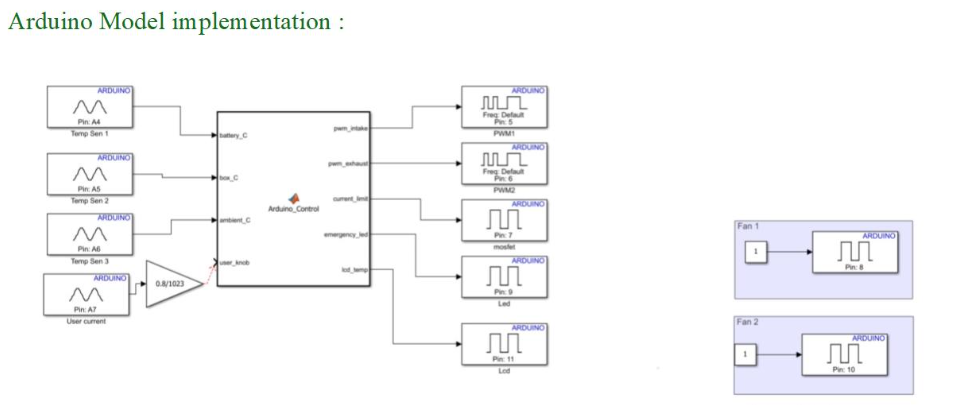 Arduino Model implementation :
ARDUINO
Pin: A4
Temp Sen 1
ARDUINO
Pin: A5
Temp Sen 2
ARDUINO
Pin: A6
Temp Sen 3
ARDUINO
Pin: A7
User current
0.8/1023
battery_C
box_C
ambient_C
user_knob
Arduino_Control
pwm_intake
pwm_exhaust
current_limit
emergency_led
lcd_temp
ARDUINO
Freq: Default
Pin: 5
PWM1
ARDUINO
Freq: Default
Pin: 6
PWM2
ARDUINO
Pin: 7
mosfet
ARDUINO
Pin: 9
Led
ARDUINO
Pin: 11
Lcd
Fan 1
1
ARDUINO
Pin: 8
Fan 2
1
ARDUINO
Pin: 10